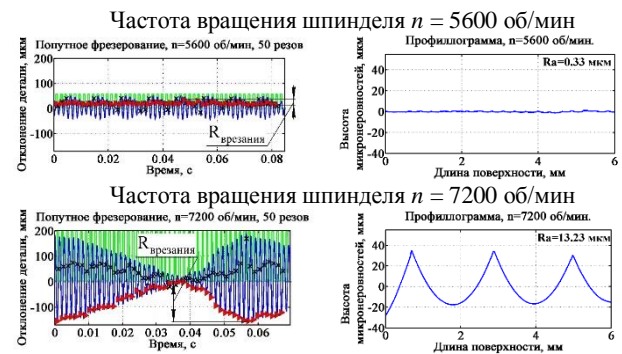 Частота вращения шпинделя n = 5600 об/мин
Попутное фрезерование, n=5600 об/мин, 50 резов
Отклонение детали, мкм
200
100
0
-100
Rврезания
0 0.02 0.04 0.06 0.08
Время, с
Профиллограмма, n=5600 об/мин.
Ra=0.33 мкм
Высота
микронеровностей, мкм
40
20
0
-20
-40
0 2 4 6
Длина поверхности, мм
Частота вращения шпинделя n = 7200 об/мин
Попутное фрезерование, n=7200 об/мин, 50 резов
Отклонение детали, мкм
200
100
0
-100
Rврезания
0 0.01 0.02 0.03 0.04 0.05 0.06
Время, с
Профиллограмма, n=7200 об/мин.
Ra=13.23 мкм
Высота
микронеровностей, мкм
40
20
0
-20
-40
0 2 4 6
Длина поверхности, мм